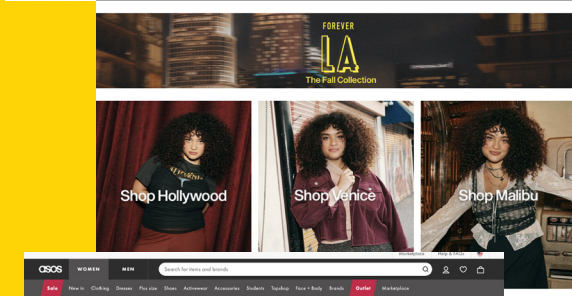 FOREVER
LA
The Fall Collection
Shop Hollywood
Shop Venice
Shop Malibu
Marketplace Help & FAQs
asos WOMEN MEN Search for items and brands
Sale New in Clothing Dresses Plus size Shoes Activewear Accessories Students Topshop Face + Body Brands Outlet Marketplace